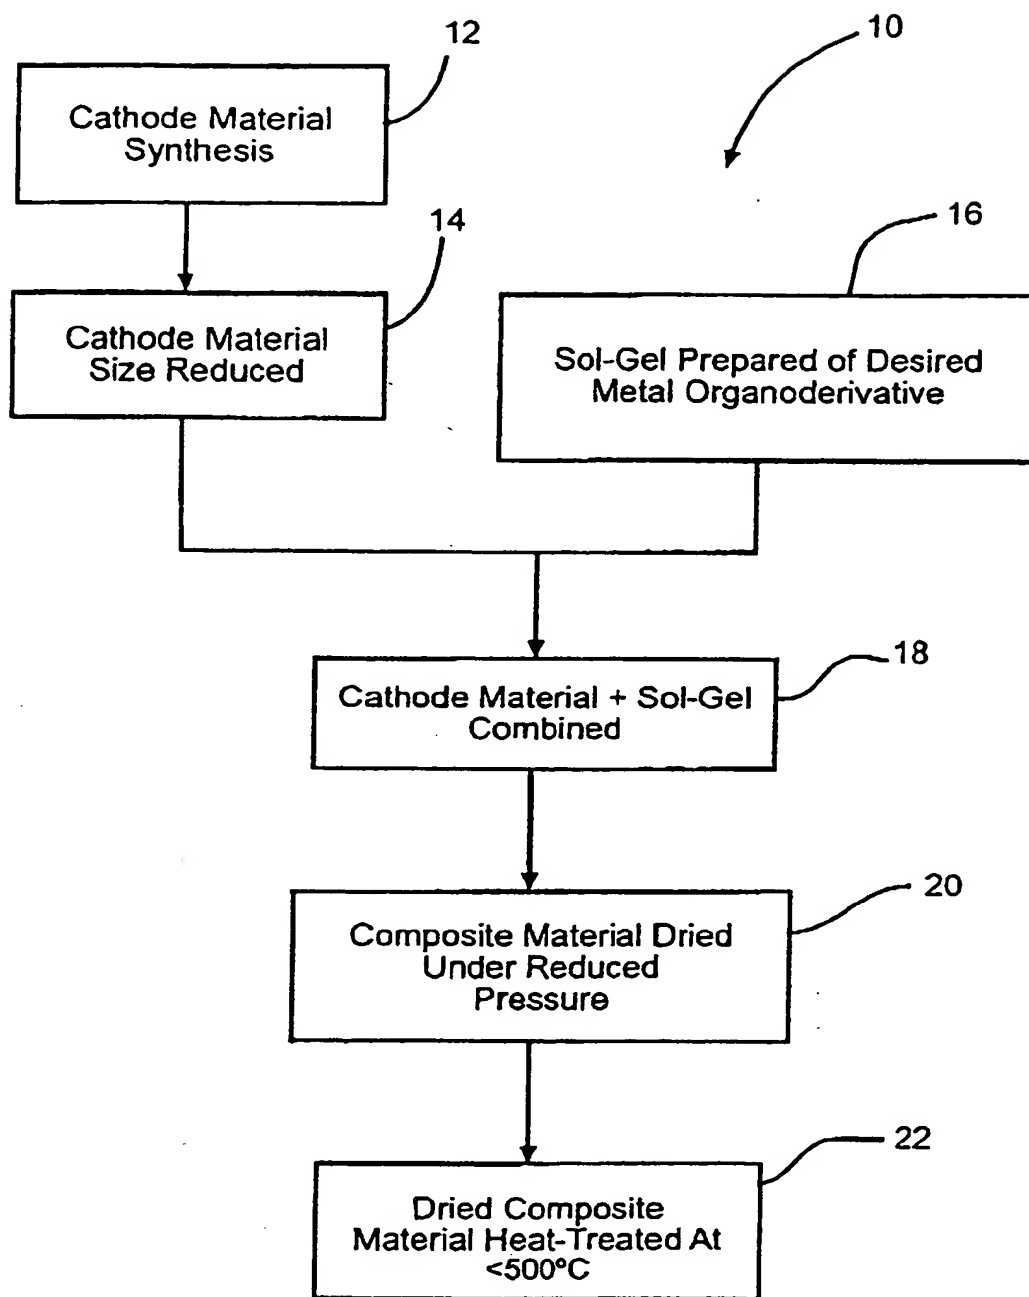 12
10
Cathode Material
Synthesis
14
16
Cathode Material
Size Reduced
Sol-Gel Prepared of Desired
Metal Organoderivative
18
Cathode Material + Sol-Gel
Combined
20
Composite Material Dried
Under Reduced
Pressure
22
Dried Composite
Material Heat-Treated At
<500°C